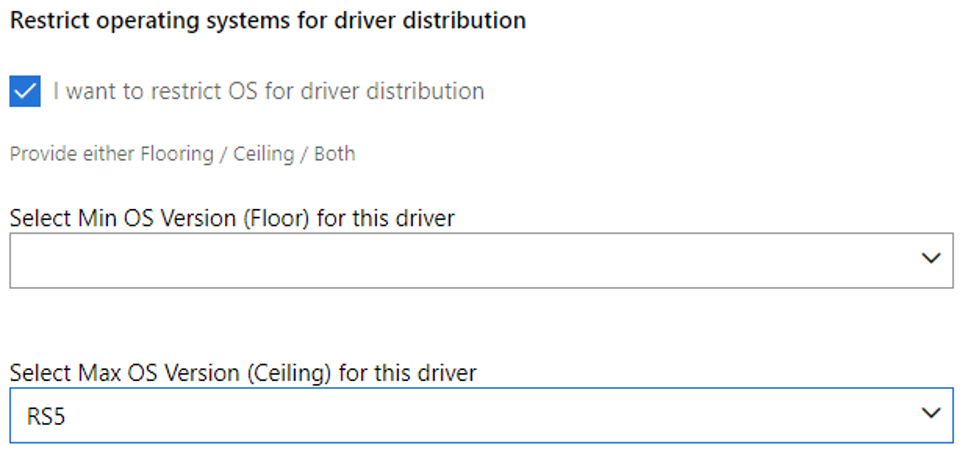 Restrict operating systems for driver distribution
I want to restrict OS for driver distribution
Provide either Flooring / Ceiling / Both
Select Min OS Version (Floor) for this driver
Select Max OS Version (Ceiling) for this driver
RS5